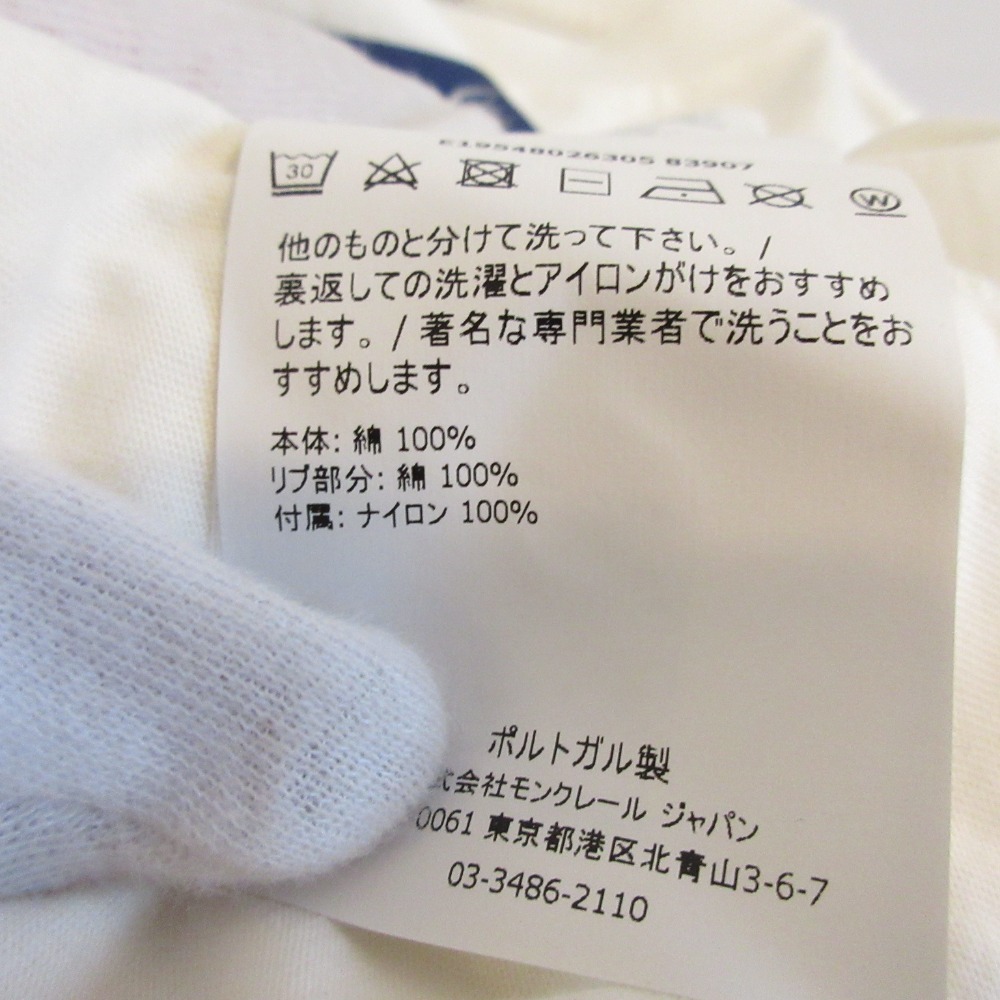 E19548026305 83907
30 W
他のものと分けて洗って下さい。 /
裏返しての洗濯とアイロンがけをおすすめ
します。 / 著名な専門業者で洗うことをお
すすめします。
本体: 綿 100%
リブ部分: 綿 100%
付属: ナイロン 100%
ポルトガル製
式会社モンクレール ジャパン
0061 東京都港区北青山3-6-7
03-3486-2110